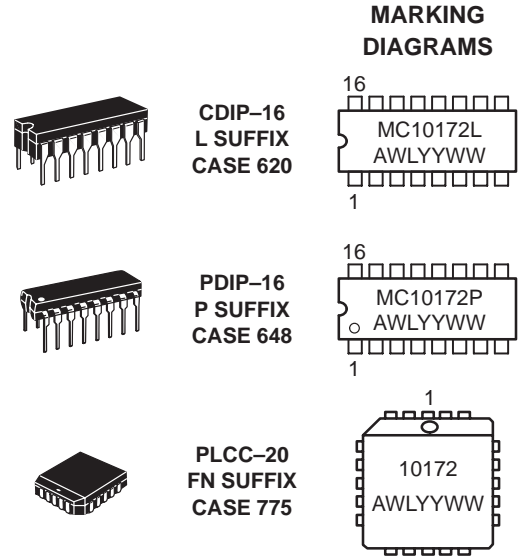 MARKING
DIAGRAMS
CDIP–16
L SUFFIX
CASE 620
16
MC10172L
AWLYYWW
1
PDIP–16
P SUFFIX
CASE 648
16
MC10172P
AWLYYWW
1
PLCC–20
FN SUFFIX
CASE 775
1
10172
AWLYYWW